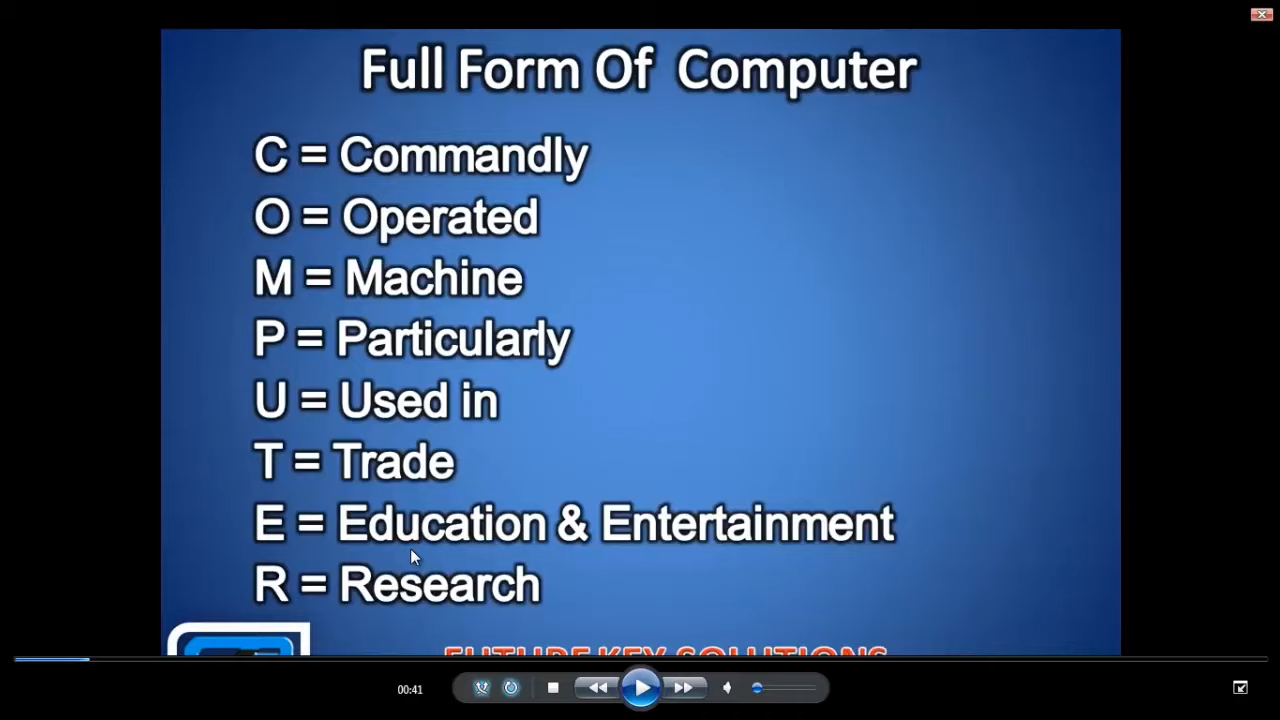 Full Form Of Computer
C = Commandly
O = Operated
M = Machine
P = Particularly
U = Used in
T = Trade
E = Education & Entertainment
R = Research
FUTURE KEY SOLUTIONS
00:41